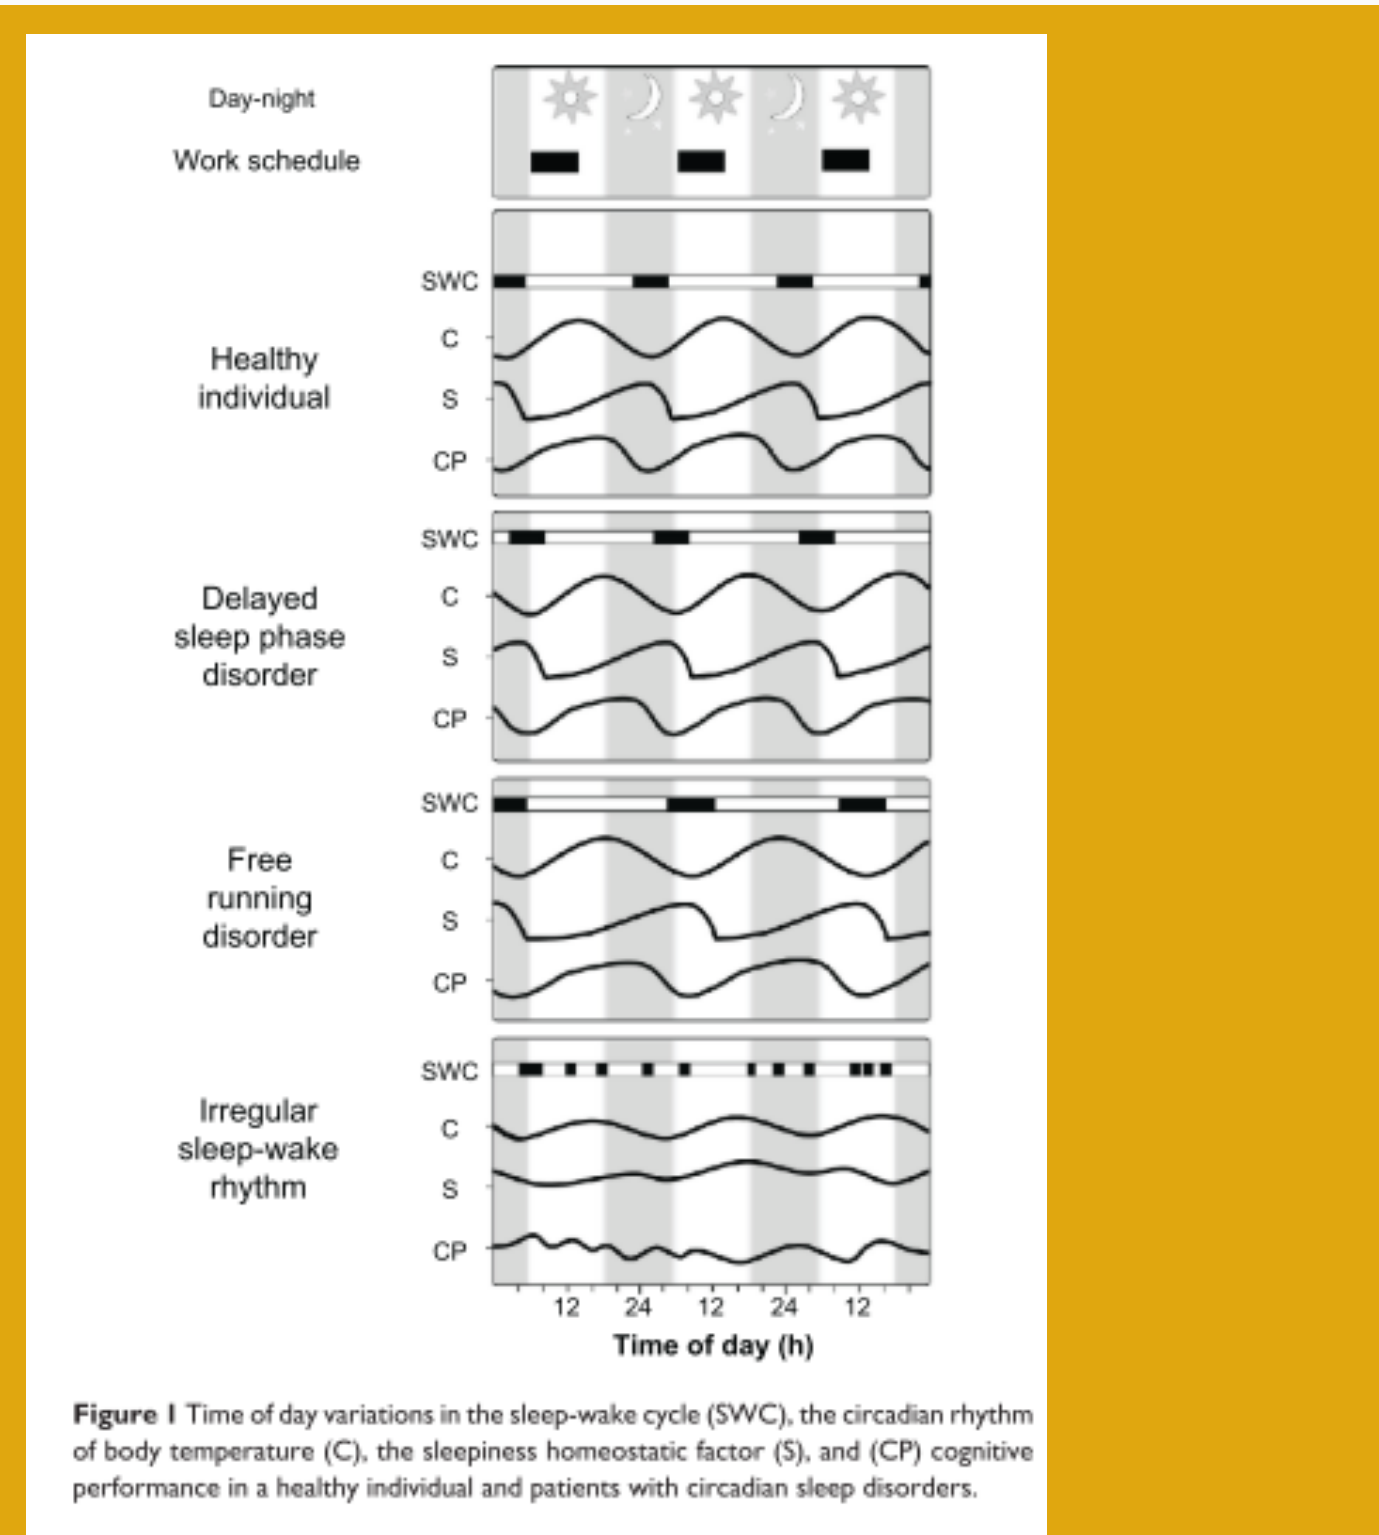 Day-night
Work schedule
Healthy
individual
SWC
C
S
CP
Delayed
sleep phase
disorder
SWC
C
S
CP
Free
running
disorder
SWC
C
S
CP
Irregular
sleep-wake
rhythm
SWC
C
S
CP
12 24 12 24 12
Time of day (h)
Figure 1 Time of day variations in the sleep-wake cycle (SWC), the circadian rhythm
of body temperature (C), the sleepiness homeostatic factor (S), and (CP) cognitive
performance in a healthy individual and patients with circadian sleep disorders.